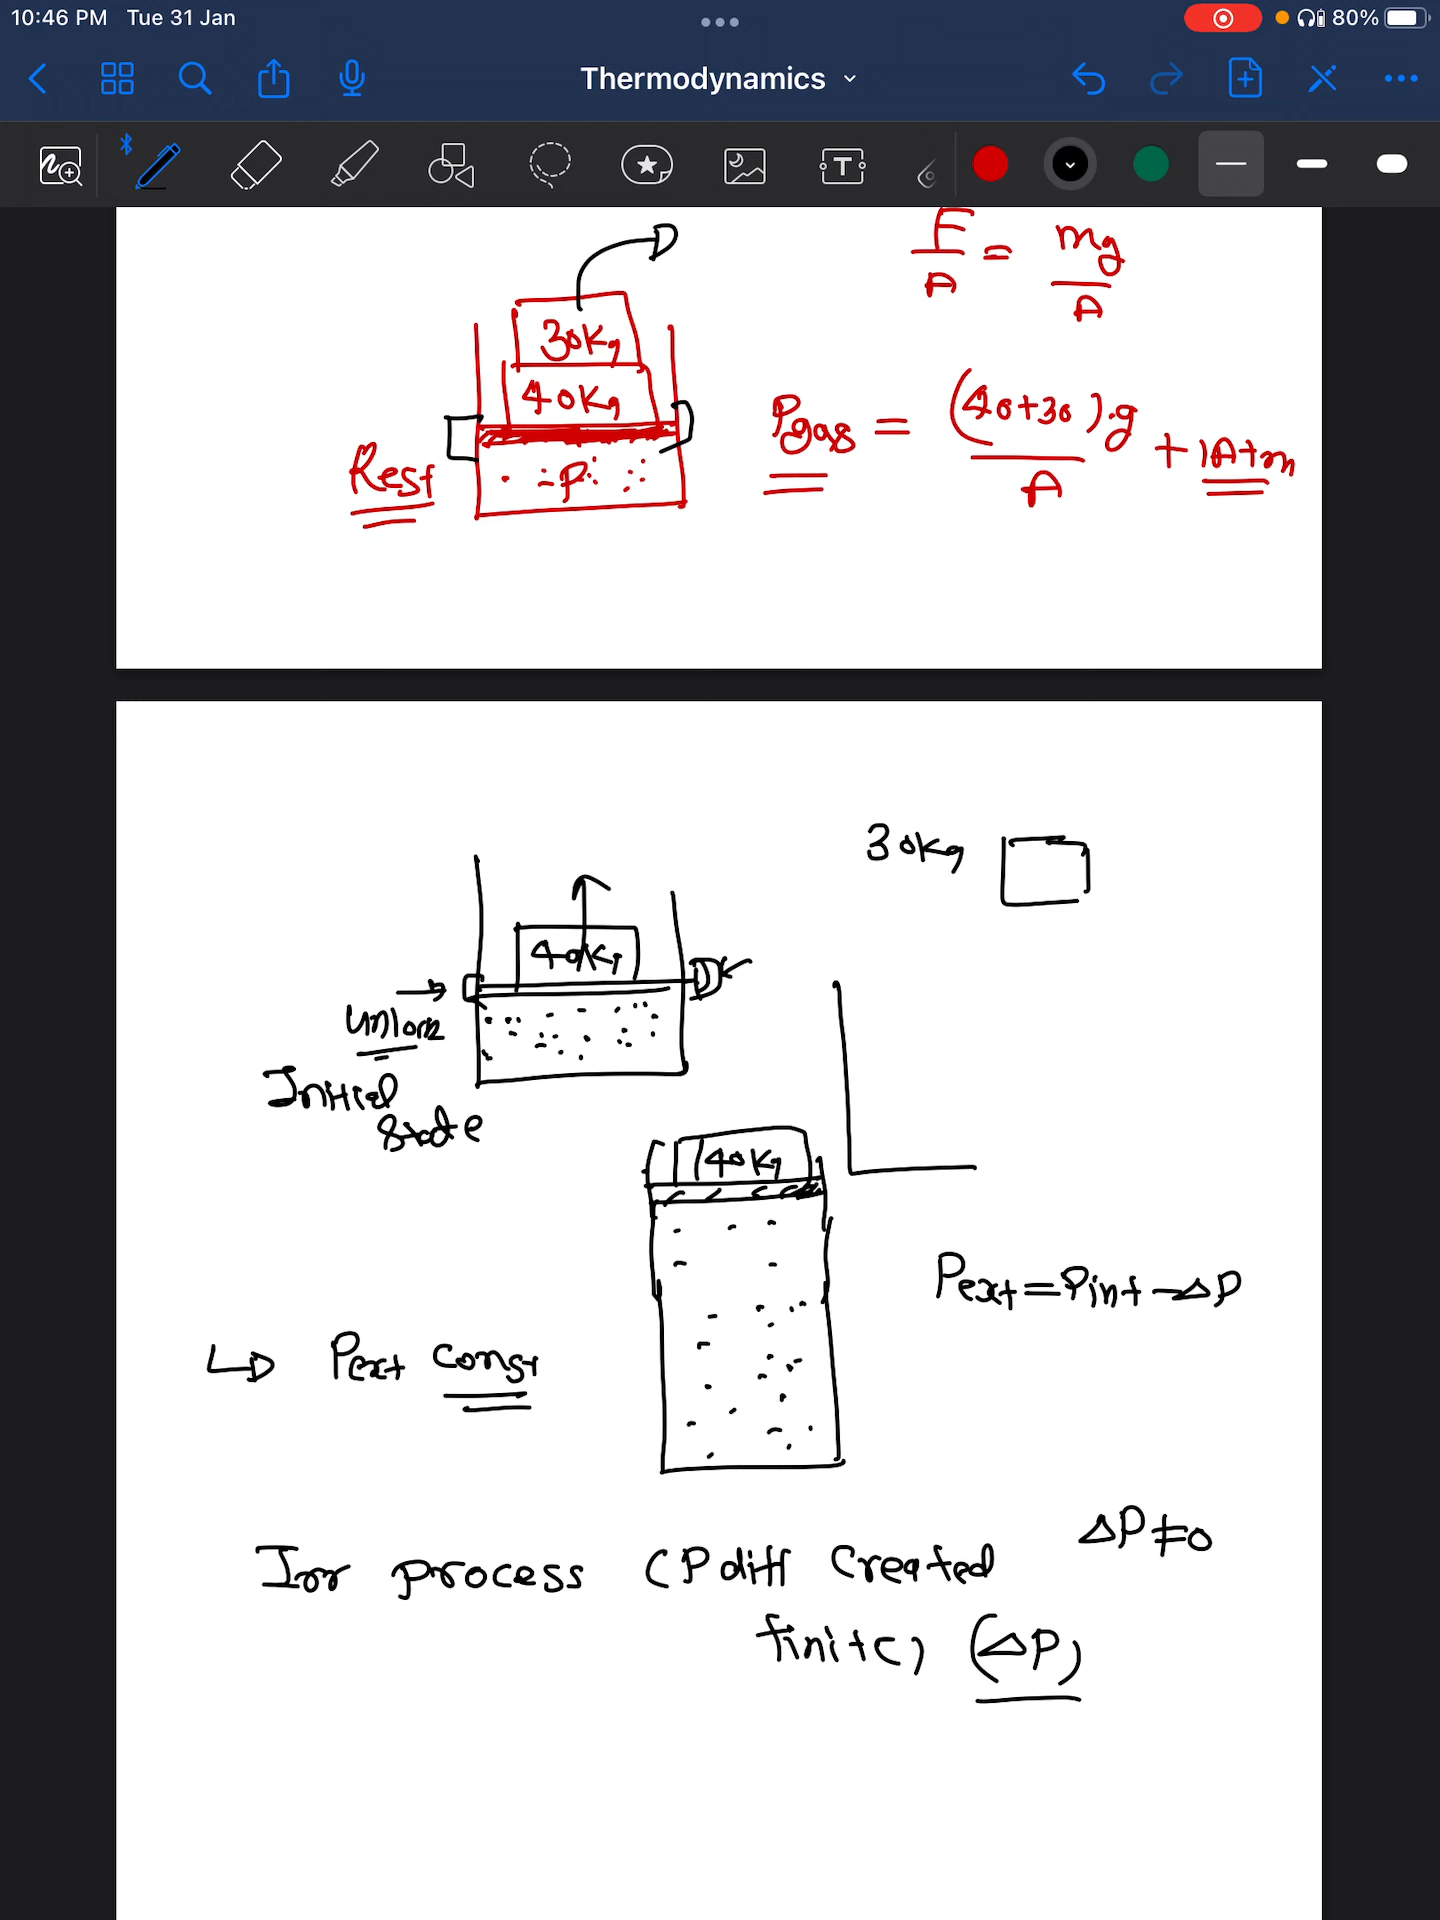 10:46 PM Tue 31 Jan
80%
Thermodynamics
T
F/A = mg/A
30Kg
40Kg
P
Rest
Pgas = (40+30).g/A + 1Atm
30Kg
40Kg
Unlock
Initial
State
40Kg
Pext = Pint - ΔP
Pext const
ΔP≠0
Irr process (P diff created
finite) (ΔP)